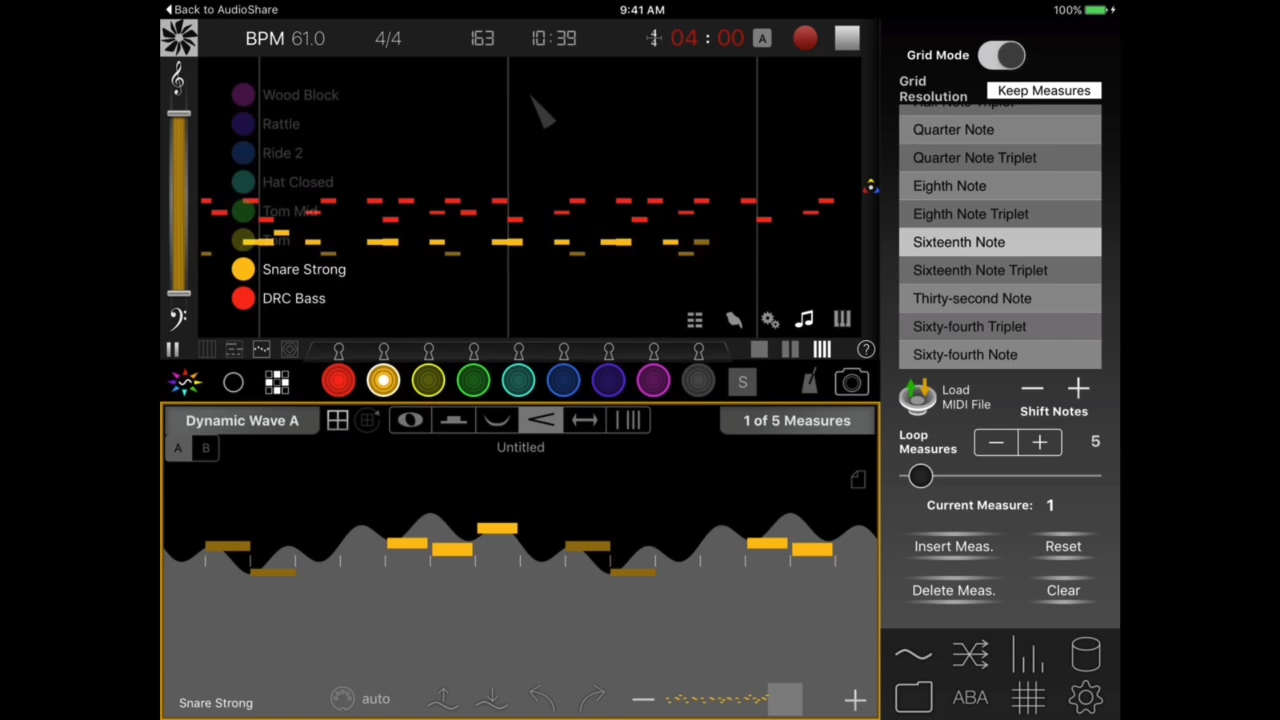 Back to AudioShare
9:41 AM
100%
BPM 61.0
4/4
163
10:39
04 : 00
A
Wood Block
Rattle
Ride 2
Hat Closed
Tom Mid
Tom
Snare Strong
DRC Bass
?
S
Dynamic Wave A
1 of 5 Measures
A B
Untitled
Snare Strong
auto
Grid Mode
Grid
Resolution
Keep Measures
Half Note Triplet
Quarter Note
Quarter Note Triplet
Eighth Note
Eighth Note Triplet
Sixteenth Note
Sixteenth Note Triplet
Thirty-second Note
Sixty-fourth Triplet
Sixty-fourth Note
Load
MIDI File
Shift Notes
Loop
Measures
5
Current Measure: 1
Insert Meas.
Reset
Delete Meas.
Clear
ABA